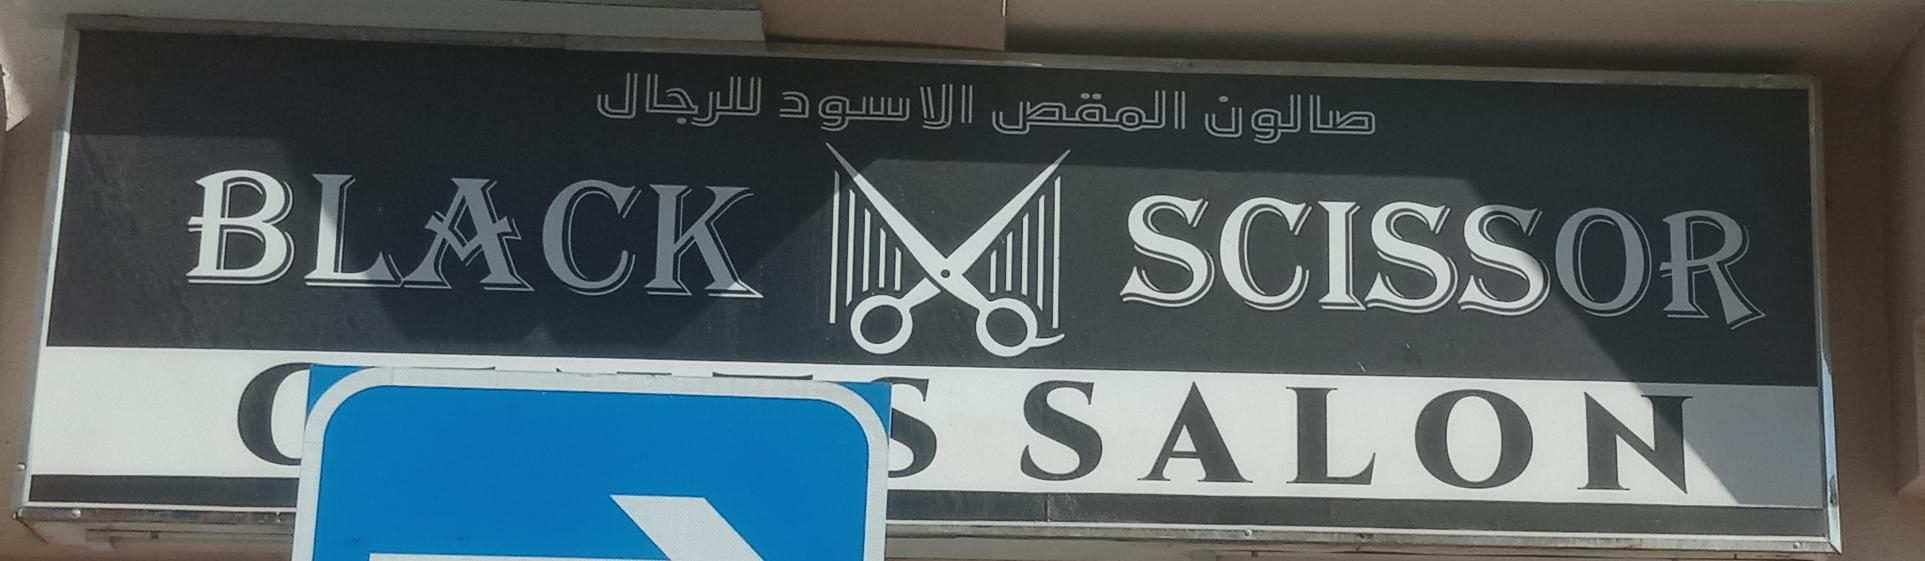 صالون المقص الاسود للرجال
BLACK SCISSOR
SALON